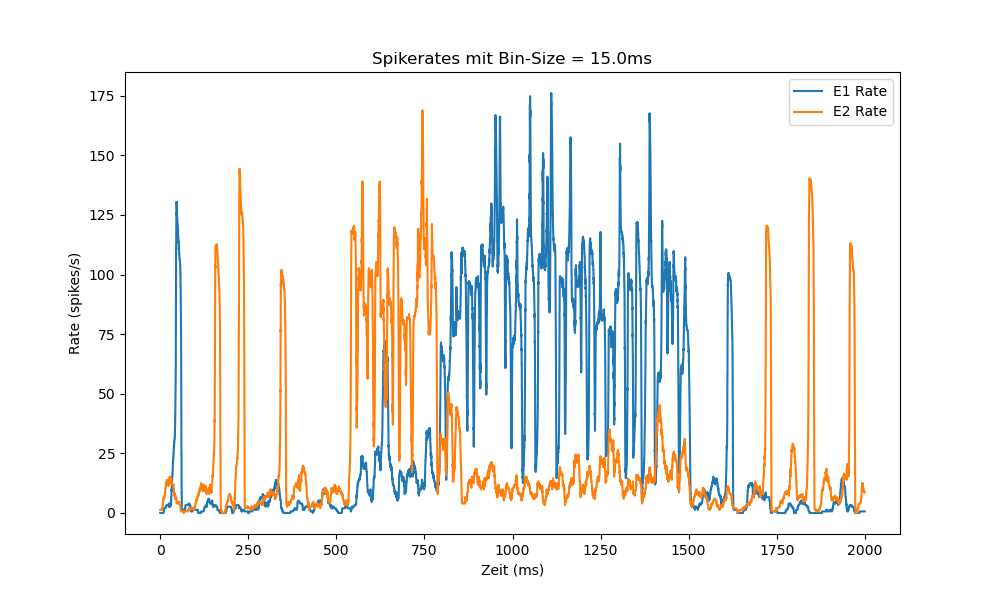 Spikerates mit Bin-Size = 15.0ms
E1 Rate
E2 Rate
Rate (spikes/s)
175
150
125
100
75
50
25
0
0 250 500 750 1000 1250 1500 1750 2000
Zeit (ms)